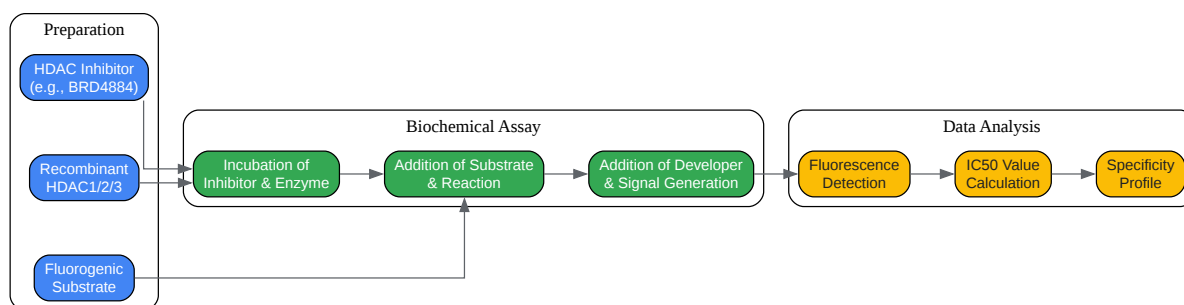 Preparation
HDAC Inhibitor
(e.g., BRD4884)
Recombinant
HDAC1/2/3
Fluorogenic
Substrate
Biochemical Assay
Incubation of
Inhibitor & Enzyme
Addition of Substrate
& Reaction
Addition of Developer
& Signal Generation
Data Analysis
Fluorescence
Detection
IC50 Value
Calculation
Specificity
Profile